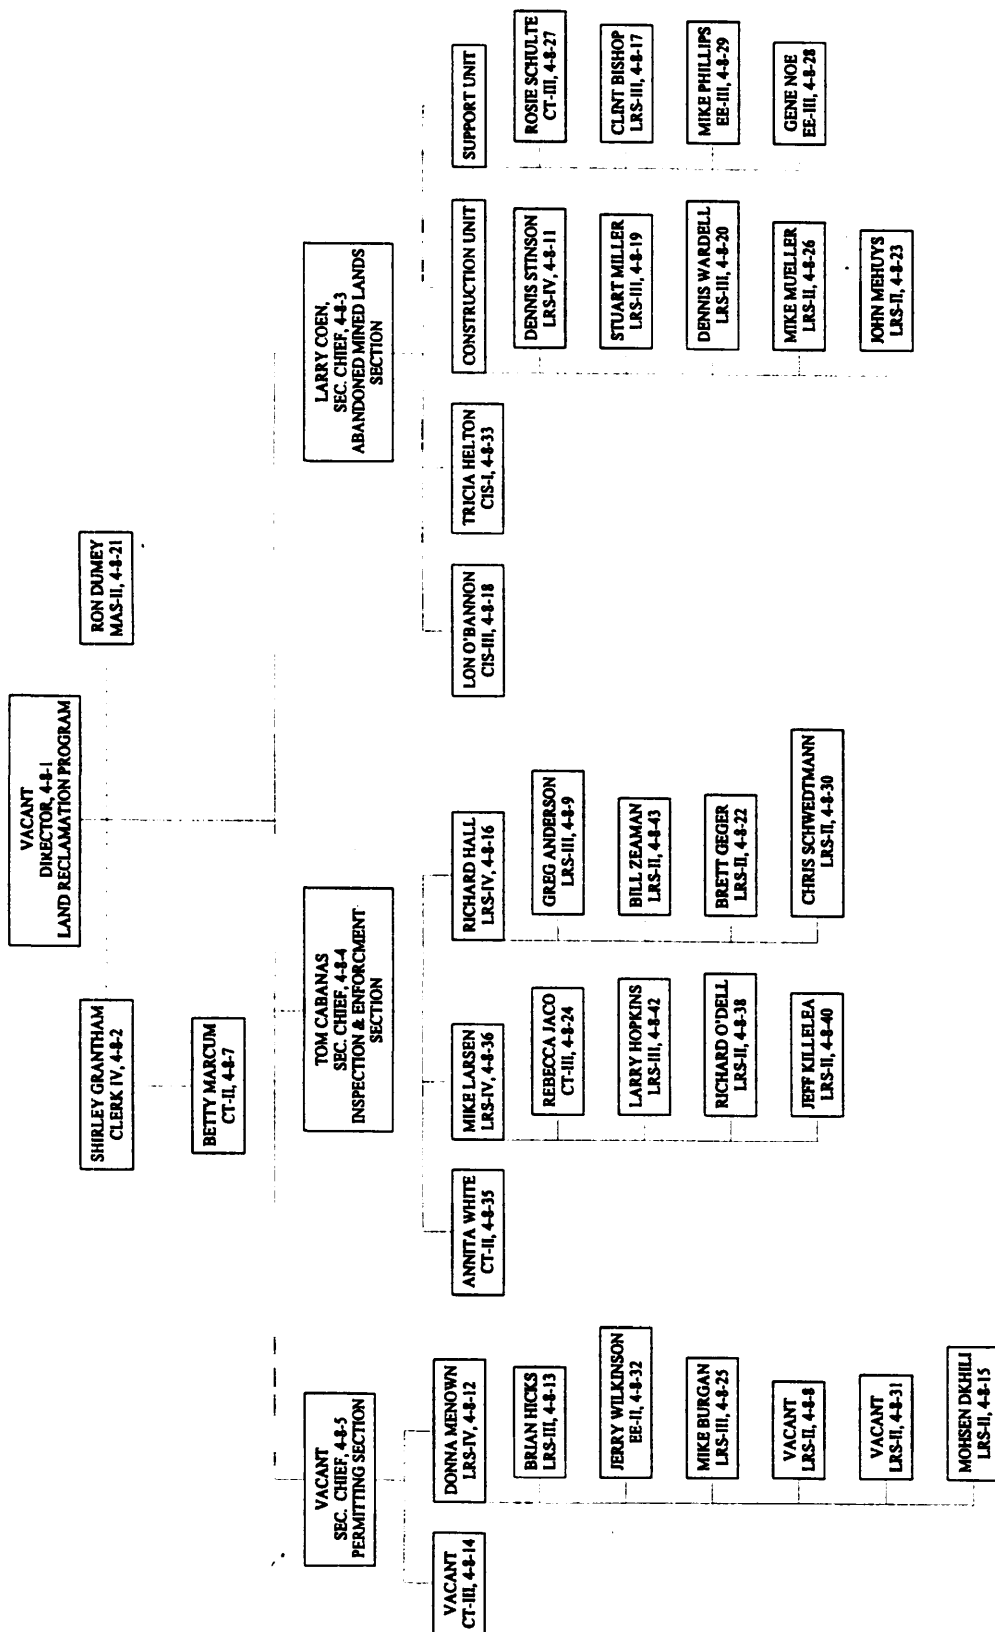 VACANT
DIRECTOR, 4-8-1
LAND RECLAMATION PROGRAM
SHIRLEY GRANTHAM
CLERK IV, 4-8-2
RON DUMEY
MAS-II, 4-8-21
BETTY MARCUM
CT-II, 4-8-7
VACANT
SEC. CHIEF, 4-8-5
PERMITTING SECTION
VACANT
CT-III, 4-8-14
DONNA MENOWN
LRS-IV, 4-8-12
BRIAN HICKS
LRS-III, 4-8-13
JERRY WILKINSON
EE-II, 4-8-32
MIKE BURGAN
LRS-III, 4-8-25
VACANT
LRS-II, 4-8-8
VACANT
LRS-II, 4-8-31
MOHSEN DKHILI
LRS-II, 4-8-15
TOM CABANAS
SEC. CHIEF, 4-8-4
INSPECTION & ENFORCMENT
SECTION
ANNITA WHITE
CT-II, 4-8-35
MIKE LARSEN
LRS-IV, 4-8-36
REBECCA JACO
CT-III, 4-8-24
LARRY HOPKINS
LRS-III, 4-8-42
RICHARD O'DELL
LRS-II, 4-8-38
JEFF KILLELEA
LRS-II, 4-8-40
RICHARD HALL
LRS-IV, 4-8-16
GREG ANDERSON
LRS-III, 4-8-9
BILL ZEAMAN
LRS-II, 4-8-43
BRETT GEGER
LRS-II, 4-8-22
CHRIS SCHWEDTMANN
LRS-II, 4-8-30
LARRY COEN,
SEC. CHIEF, 4-8-3
ABANDONED MINED LANDS
SECTION
LON O'BANNON
CIS-III, 4-8-18
TRICIA HELTON
CIS-I, 4-8-33
CONSTRUCTION UNIT
DENNIS STINSON
LRS-IV, 4-8-11
STUART MILLER
LRS-III, 4-8-19
DENNIS WARDELL
LRS-III, 4-8-20
MIKE MUELLER
LRS-II, 4-8-26
JOHN MEHUYS
LRS-II, 4-8-23
SUPPORT UNIT
ROSIE SCHULTE
CT-III, 4-8-27
CLINT BISHOP
LRS-III, 4-8-17
MIKE PHILLIPS
EE-III, 4-8-29
GENE NOE
EE-III, 4-8-28